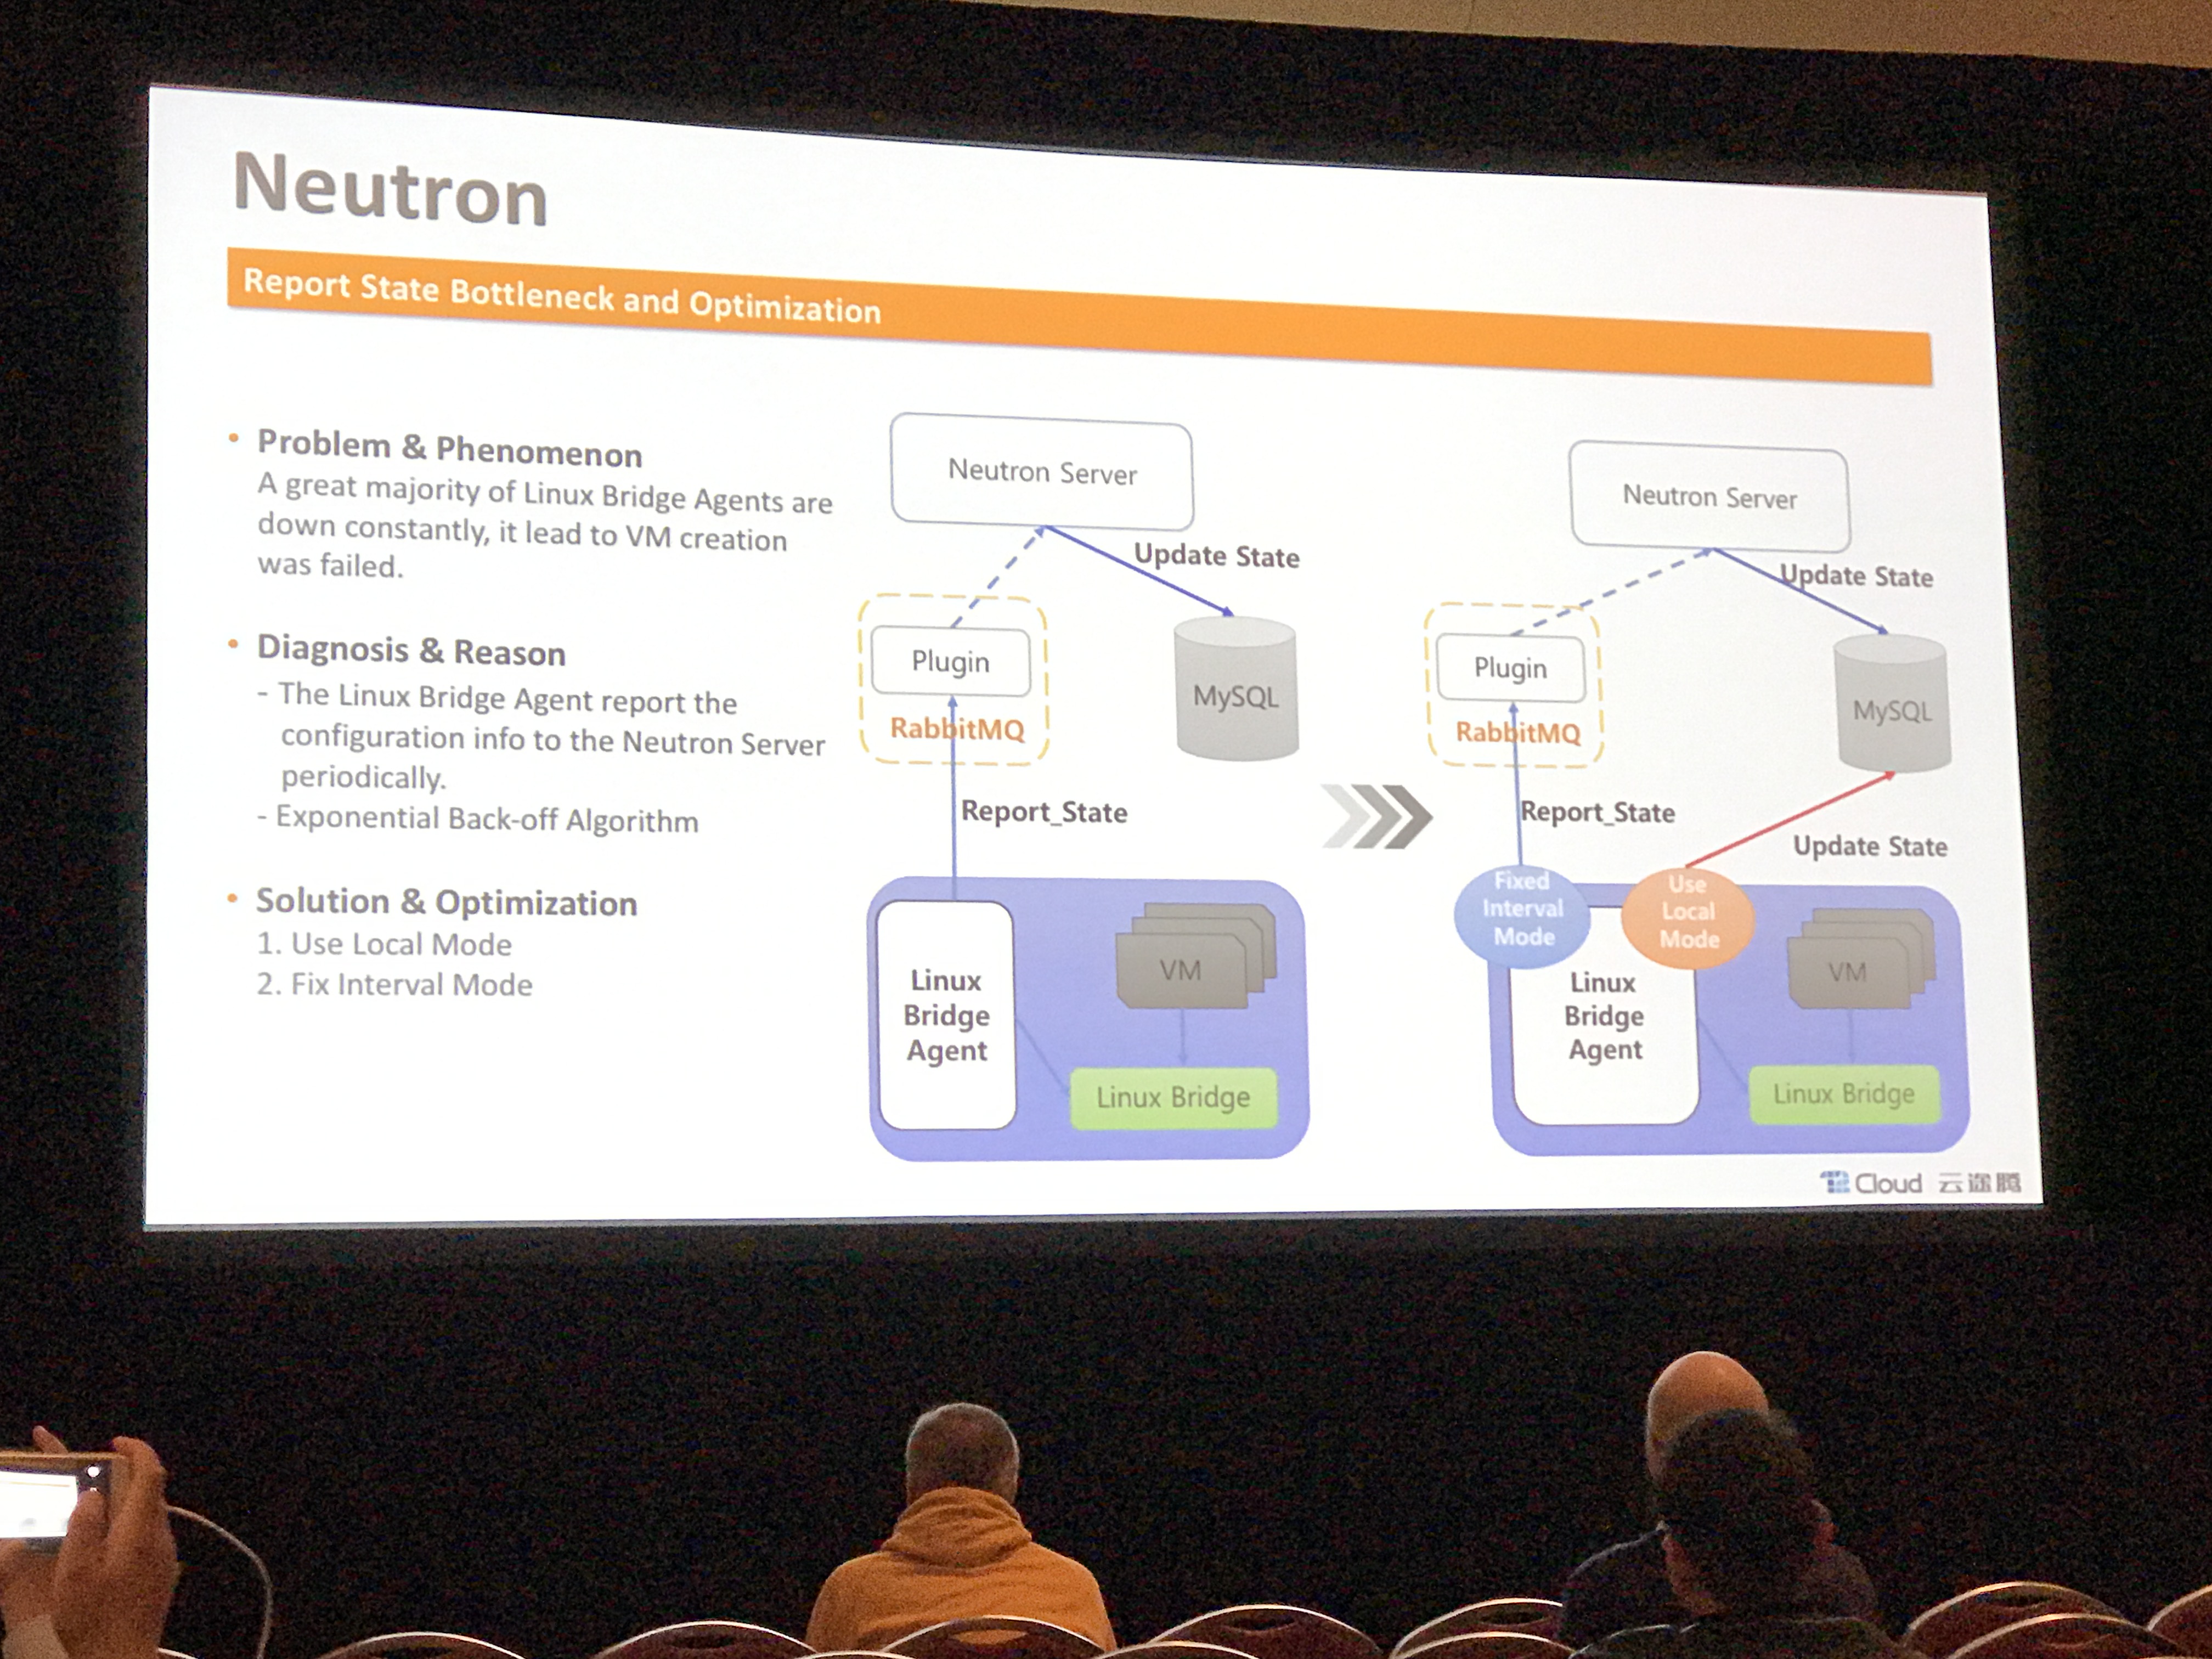 Neutron
Report State Bottleneck and Optimization
• Problem & Phenomenon
A great majority of Linux Bridge Agents are
down constantly, it lead to VM creation
was failed.
• Diagnosis & Reason
- The Linux Bridge Agent report the
configuration info to the Neutron Server
periodically.
- Exponential Back-off Algorithm
• Solution & Optimization
1. Use Local Mode
2. Fix Interval Mode
Neutron Server
Update State
Plugin
RabbitMQ
MySQL
Report_State
Linux
Bridge
Agent
VM
Linux Bridge
Neutron Server
Update State
Plugin
RabbitMQ
MySQL
Report_State
Update State
Fixed
Interval
Mode
Use
Local
Mode
Linux
Bridge
Agent
VM
Linux Bridge
Cloud 云途腾